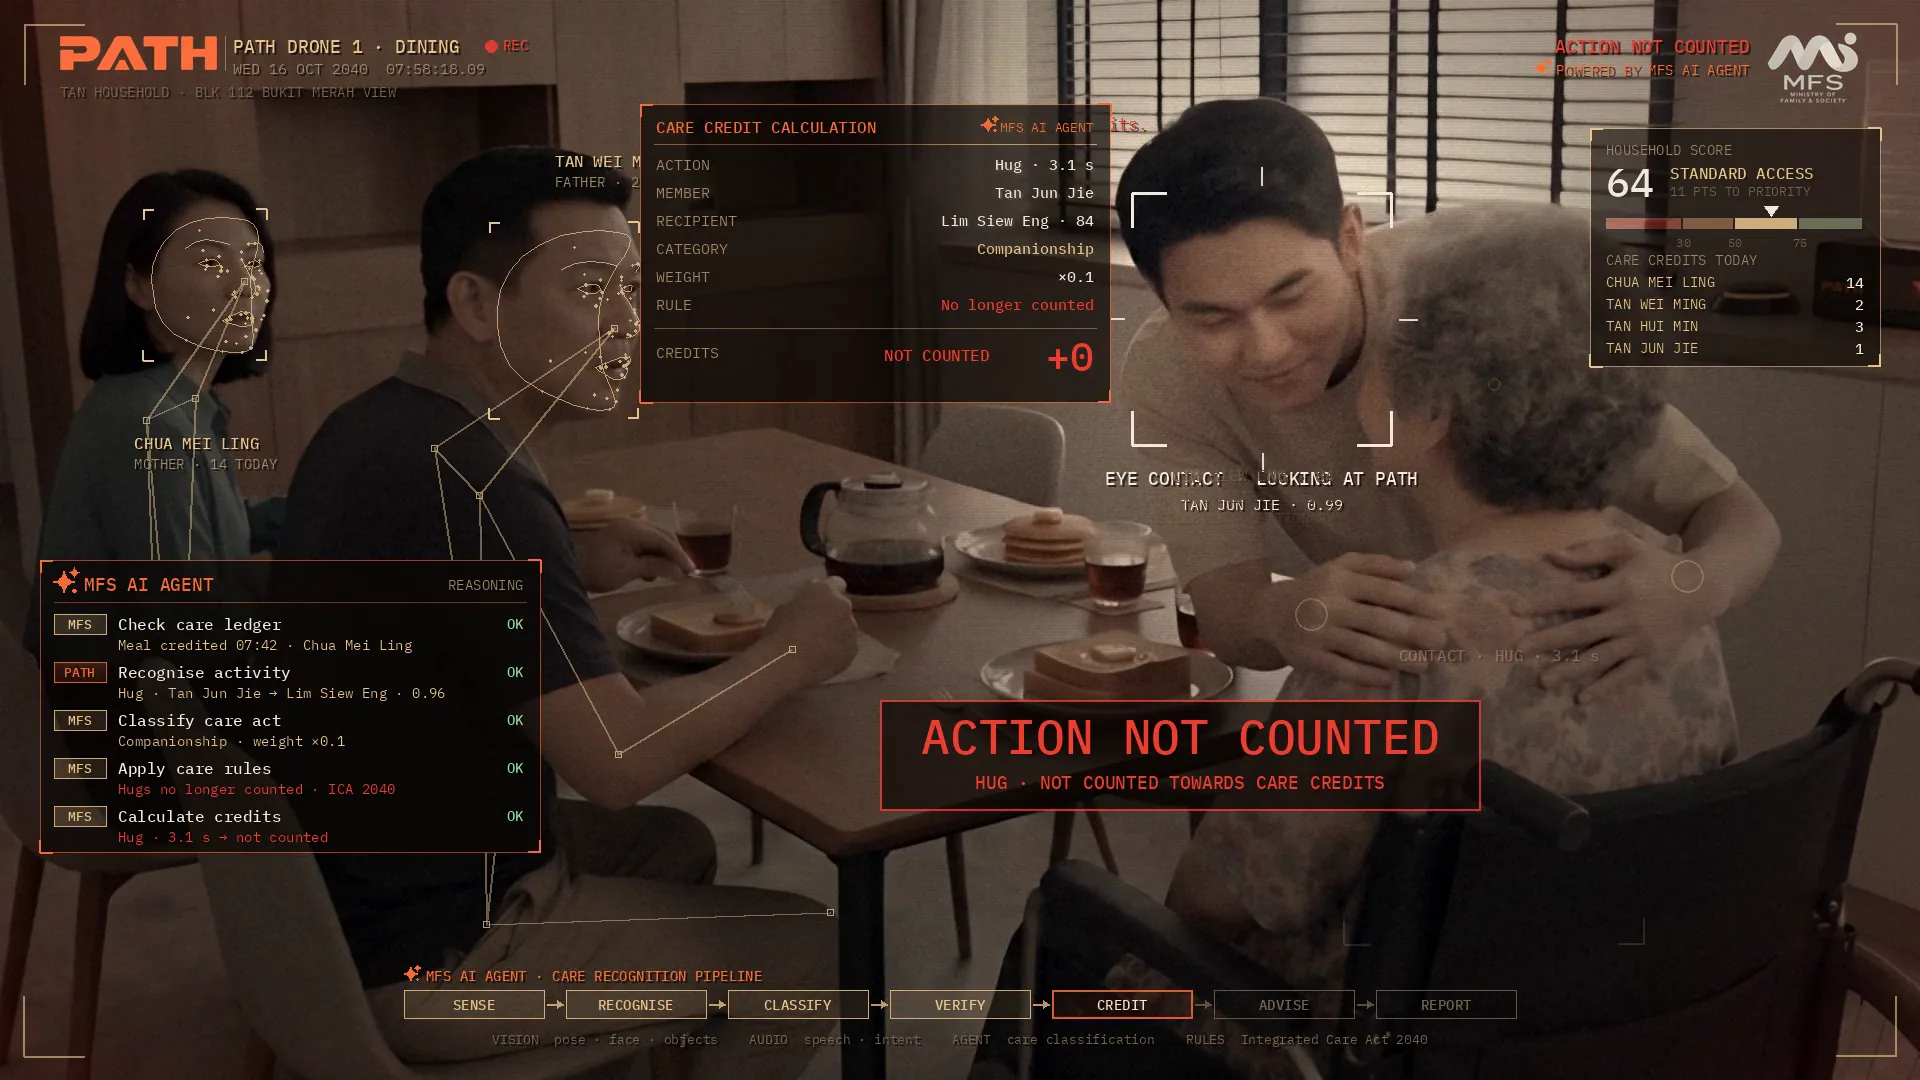 PATH
PATH DRONE 1 · DINING
REC
WED 16 OCT 2040 07:58:18.09
TAN HOUSEHOLD · BLK 112 BUKIT MERAH VIEW
ACTION NOT COUNTED
POWERED BY MFS AI AGENT
MFS
MINISTRY OF
FAMILY & SOCIETY
TAN WEI
FATHER · 2
CARE CREDIT CALCULATION
MFS AI AGENT
its.
ACTION
Hug · 3.1 s
MEMBER
Tan Jun Jie
RECIPIENT
Lim Siew Eng · 84
CATEGORY
Companionship
WEIGHT
×0.1
RULE
No longer counted
CREDITS
NOT COUNTED
+0
HOUSEHOLD SCORE
64
STANDARD ACCESS
11 PTS TO PRIORITY
30 50 75
CARE CREDITS TODAY
CHUA MEI LING 14
TAN WEI MING 2
TAN HUI MIN 3
TAN JUN JIE 1
CHUA MEI LING
MOTHER · 14 TODAY
EYE CONTACT LOOKING AT PATH
TAN JUN JIE · 0.99
MFS AI AGENT
REASONING
MFS Check care ledger OK
Meal credited 07:42 · Chua Mei Ling
PATH Recognise activity OK
Hug · Tan Jun Jie → Lim Siew Eng · 0.96
MFS Classify care act OK
Companionship · weight ×0.1
MFS Apply care rules OK
Hugs no longer counted · ICA 2040
MFS Calculate credits OK
Hug · 3.1 s → not counted
CONTACT · HUG · 3.1 s
ACTION NOT COUNTED
HUG · NOT COUNTED TOWARDS CARE CREDITS
MFS AI AGENT · CARE RECOGNITION PIPELINE
SENSE
RECOGNISE
CLASSIFY
VERIFY
CREDIT
ADVISE
REPORT
VISION pose · face · objects AUDIO speech · intent AGENT care classification RULES Integrated Care Act 2040